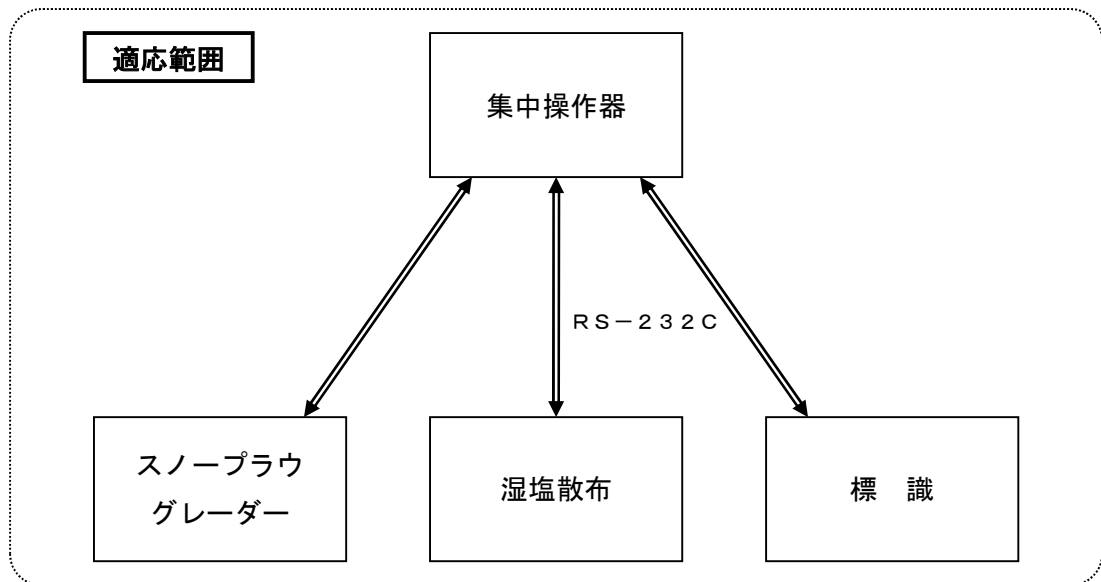 適応範囲
集中操作器
ＲＳ－２３２Ｃ
スノープラウ
グレーダー
湿塩散布
標　識